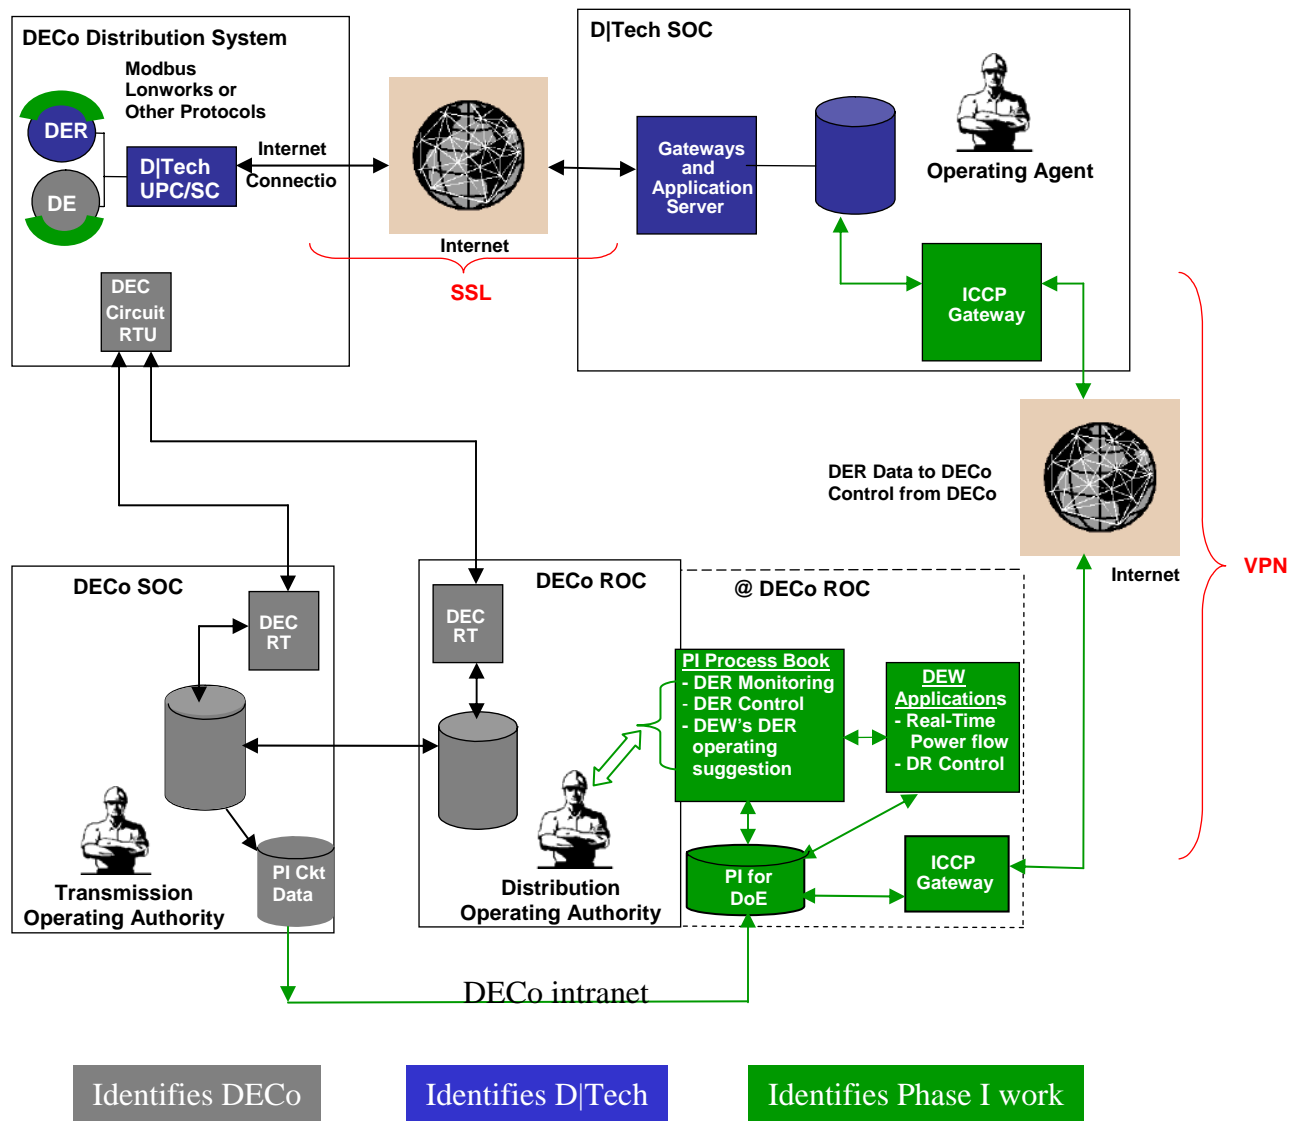 DECo Distribution System
Modbus
Lonworks or
Other Protocols
DER
DE
D|Tech
UPC/SC
Internet
Connectio
Internet
SSL
DEC
Circuit
RTU
D|Tech SOC
Gateways
and
Application
Server
Operating Agent
ICCP
Gateway
DER Data to DECo
Control from DECo
Internet
VPN
DECo SOC
DEC
RT
Transmission
Operating Authority
PI Ckt
Data
DECo ROC
DEC
RT
Distribution
Operating Authority
@ DECo ROC
PI Process Book
- DER Monitoring
- DER Control
- DEW's DER
operating
suggestion
DEW
Applications
- Real-Time
Power flow
- DR Control
PI for
DoE
ICCP
Gateway
DECo intranet
Identifies DECo
Identifies D|Tech
Identifies Phase I work